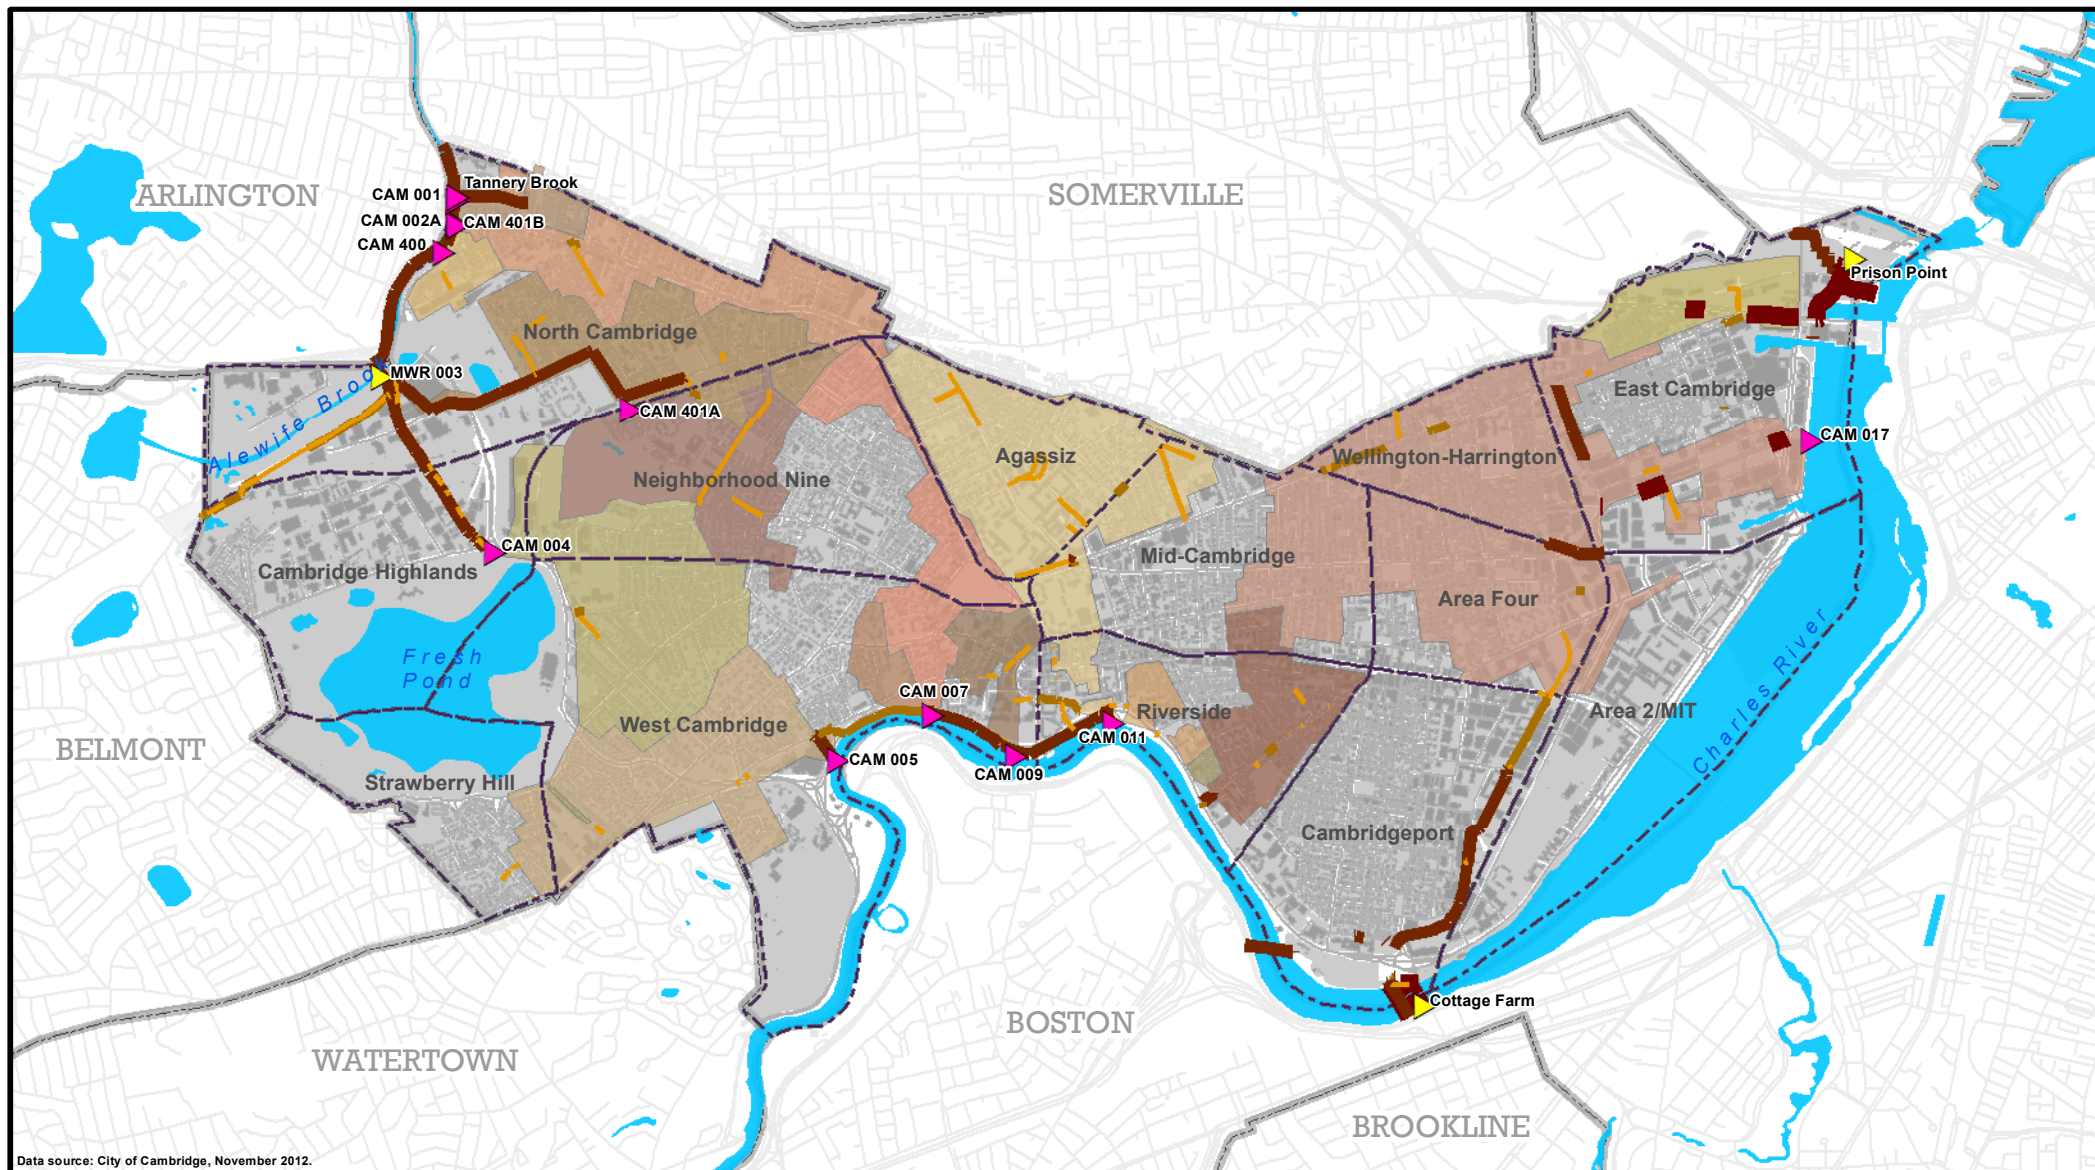 ARLINGTON
SOMERVILLE
Tannery Brook
CAM 001
CAM 002A
CAM 401B
CAM 400
Prison Point
North Cambridge
MWR 003
Alewife Brook
CAM 401A
East Cambridge
CAM 017
Agassiz
Wellington-Harrington
Neighborhood Nine
CAM 004
Cambridge Highlands
Mid-Cambridge
Area Four
Fresh
Pond
CAM 007
Riverside
Area 2/MIT
Charles River
West Cambridge
CAM 011
CAM 005
CAM 009
BELMONT
Strawberry Hill
Cambridgeport
Cottage Farm
BOSTON
WATERTOWN
BROOKLINE
Data source: City of Cambridge, November 2012.